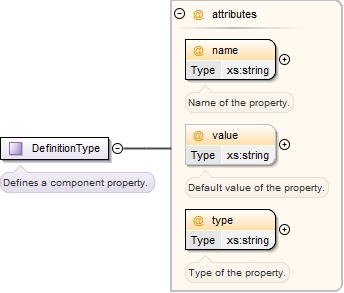 @ attributes
@ name
Type xs:string
Name of the property.
@ value
Type xs:string
DefinitionType
Default value of the property.
Defines a component property.
@ type
Type xs:string
Type of the property.